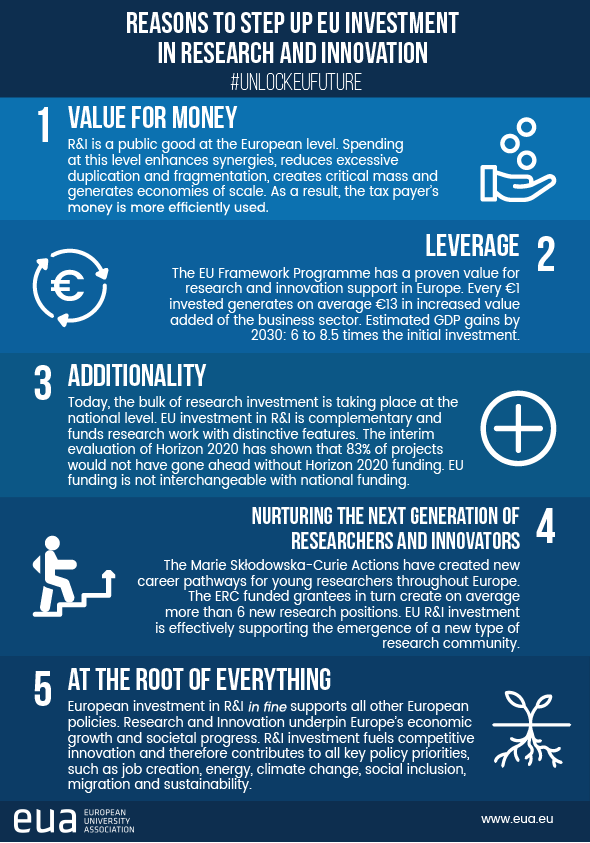 REASONS TO STEP UP EU INVESTMENT
IN RESEARCH AND INNOVATION
#UNLOCKEUFUTURE
1 VALUE FOR MONEY
R&I is a public good at the European level. Spending
at this level enhances synergies, reduces excessive
duplication and fragmentation, creates critical mass and
generates economies of scale. As a result, the tax payer's
money is more efficiently used.
LEVERAGE 2
The EU Framework Programme has a proven value for
research and innovation support in Europe. Every €1
invested generates on average €13 in increased value
added of the business sector. Estimated GDP gains by
2030: 6 to 8.5 times the initial investment.
€
3 ADDITIONALITY
Today, the bulk of research investment is taking place at the
national level. EU investment in R&I is complementary and
funds research work with distinctive features. The interim
evaluation of Horizon 2020 has shown that 83% of projects
would not have gone ahead without Horizon 2020 funding. EU
funding is not interchangeable with national funding.
NURTURING THE NEXT GENERATION OF
RESEARCHERS AND INNOVATORS 4
The Marie Skłodowska-Curie Actions have created new
career pathways for young researchers throughout Europe.
The ERC funded grantees in turn create on average
more than 6 new research positions. EU R&I investment
is effectively supporting the emergence of a new type of
research community.
5 AT THE ROOT OF EVERYTHING
European investment in R&I in fine supports all other European
policies. Research and Innovation underpin Europe's economic
growth and societal progress. R&I investment fuels competitive
innovation and therefore contributes to all key policy priorities,
such as job creation, energy, climate change, social inclusion,
migration and sustainability.
eua EUROPEAN
UNIVERSITY
ASSOCIATION
www.eua.eu